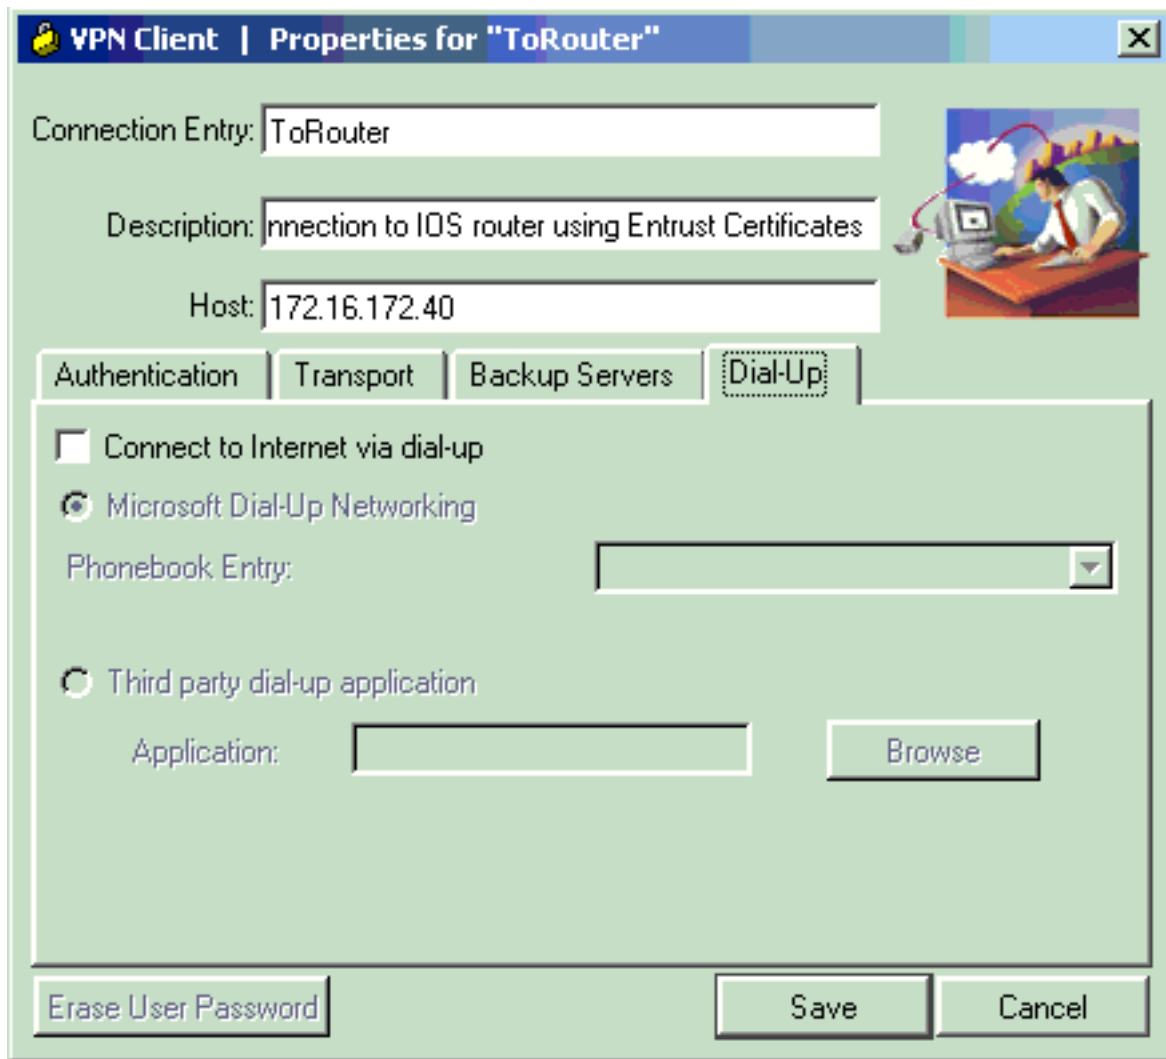 VPN Client | Properties for "ToRouter"
Connection Entry: ToRouter
Description: nnection to IOS router using Entrust Certificates
Host: 172.16.172.40
Authentication Transport Backup Servers Dial-Up
Connect to Internet via dial-up
Microsoft Dial-Up Networking
Phonebook Entry:
Third party dial-up application
Application: Browse
Erase User Password Save Cancel